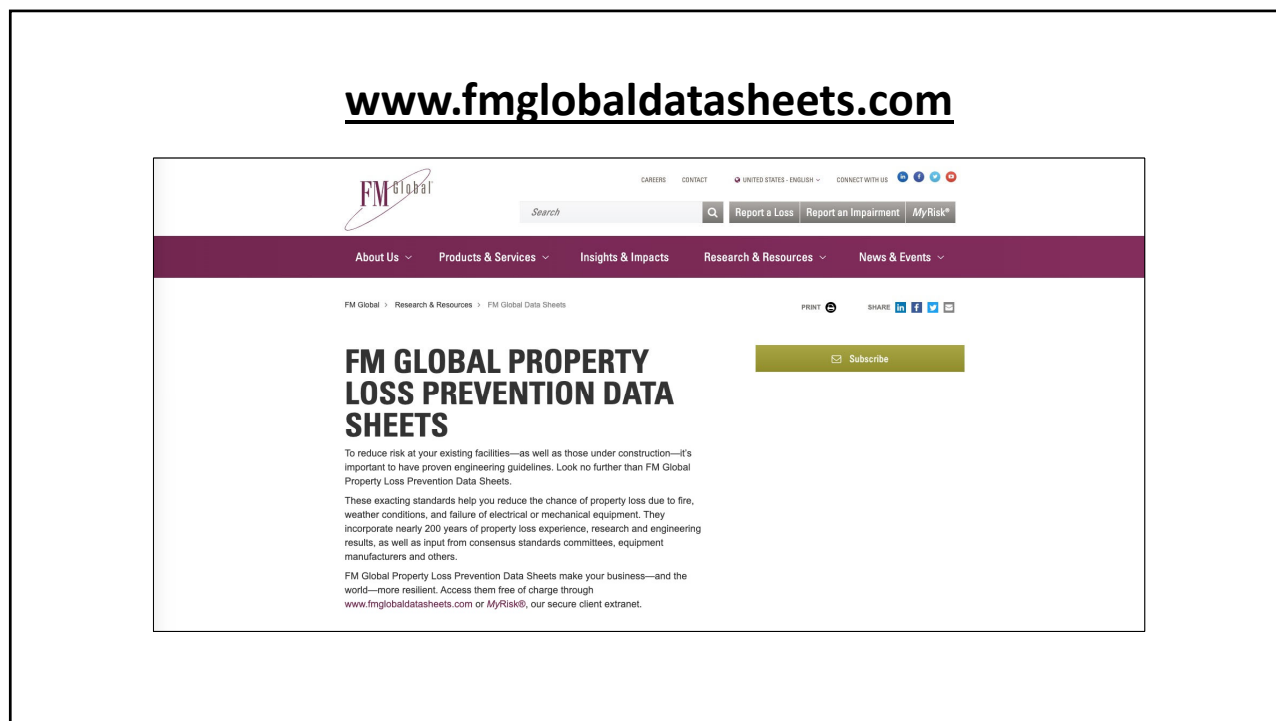 www.fmglobaldatasheets.com
FM Global
CAREERS CONTACT UNITED STATES - ENGLISH CONNECT WITH US
Search Report a Loss Report an Impairment MyRisk®
About Us Products & Services Insights & Impacts Research & Resources News & Events
FM Global > Research & Resources > FM Global Data Sheets PRINT SHARE
Subscribe
FM GLOBAL PROPERTY
LOSS PREVENTION DATA
SHEETS
To reduce risk at your existing facilities—as well as those under construction—it's
important to have proven engineering guidelines. Look no further than FM Global
Property Loss Prevention Data Sheets.
These exacting standards help you reduce the chance of property loss due to fire,
weather conditions, and failure of electrical or mechanical equipment. They
incorporate nearly 200 years of property loss experience, research and engineering
results, as well as input from consensus standards committees, equipment
manufacturers and others.
FM Global Property Loss Prevention Data Sheets make your business—and the
world—more resilient. Access them free of charge through
www.fmglobaldatasheets.com or MyRisk®, our secure client extranet.